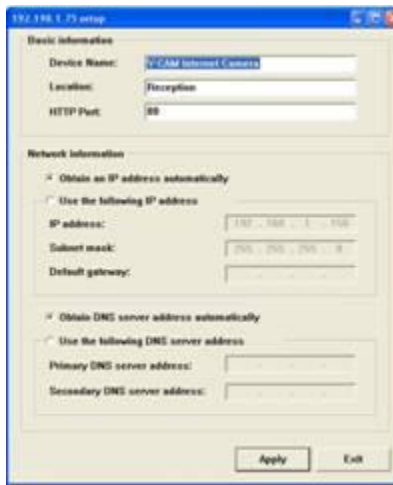 192.198.1.75 setup
Basic information
Device Name: V-CAM Internet Camera
Location: Reception
HTTP Port: 80
Network information
Obtain an IP address automatically
Use the following IP address
IP address: 192 . 168 . 1 . 150
Subnet mask: 255 . 255 . 255 . 0
Default gateway: . . .
Obtain DNS server address automatically
Use the following DNS server address
Primary DNS server address: . . .
Secondary DNS server address: . . .
Apply Exit